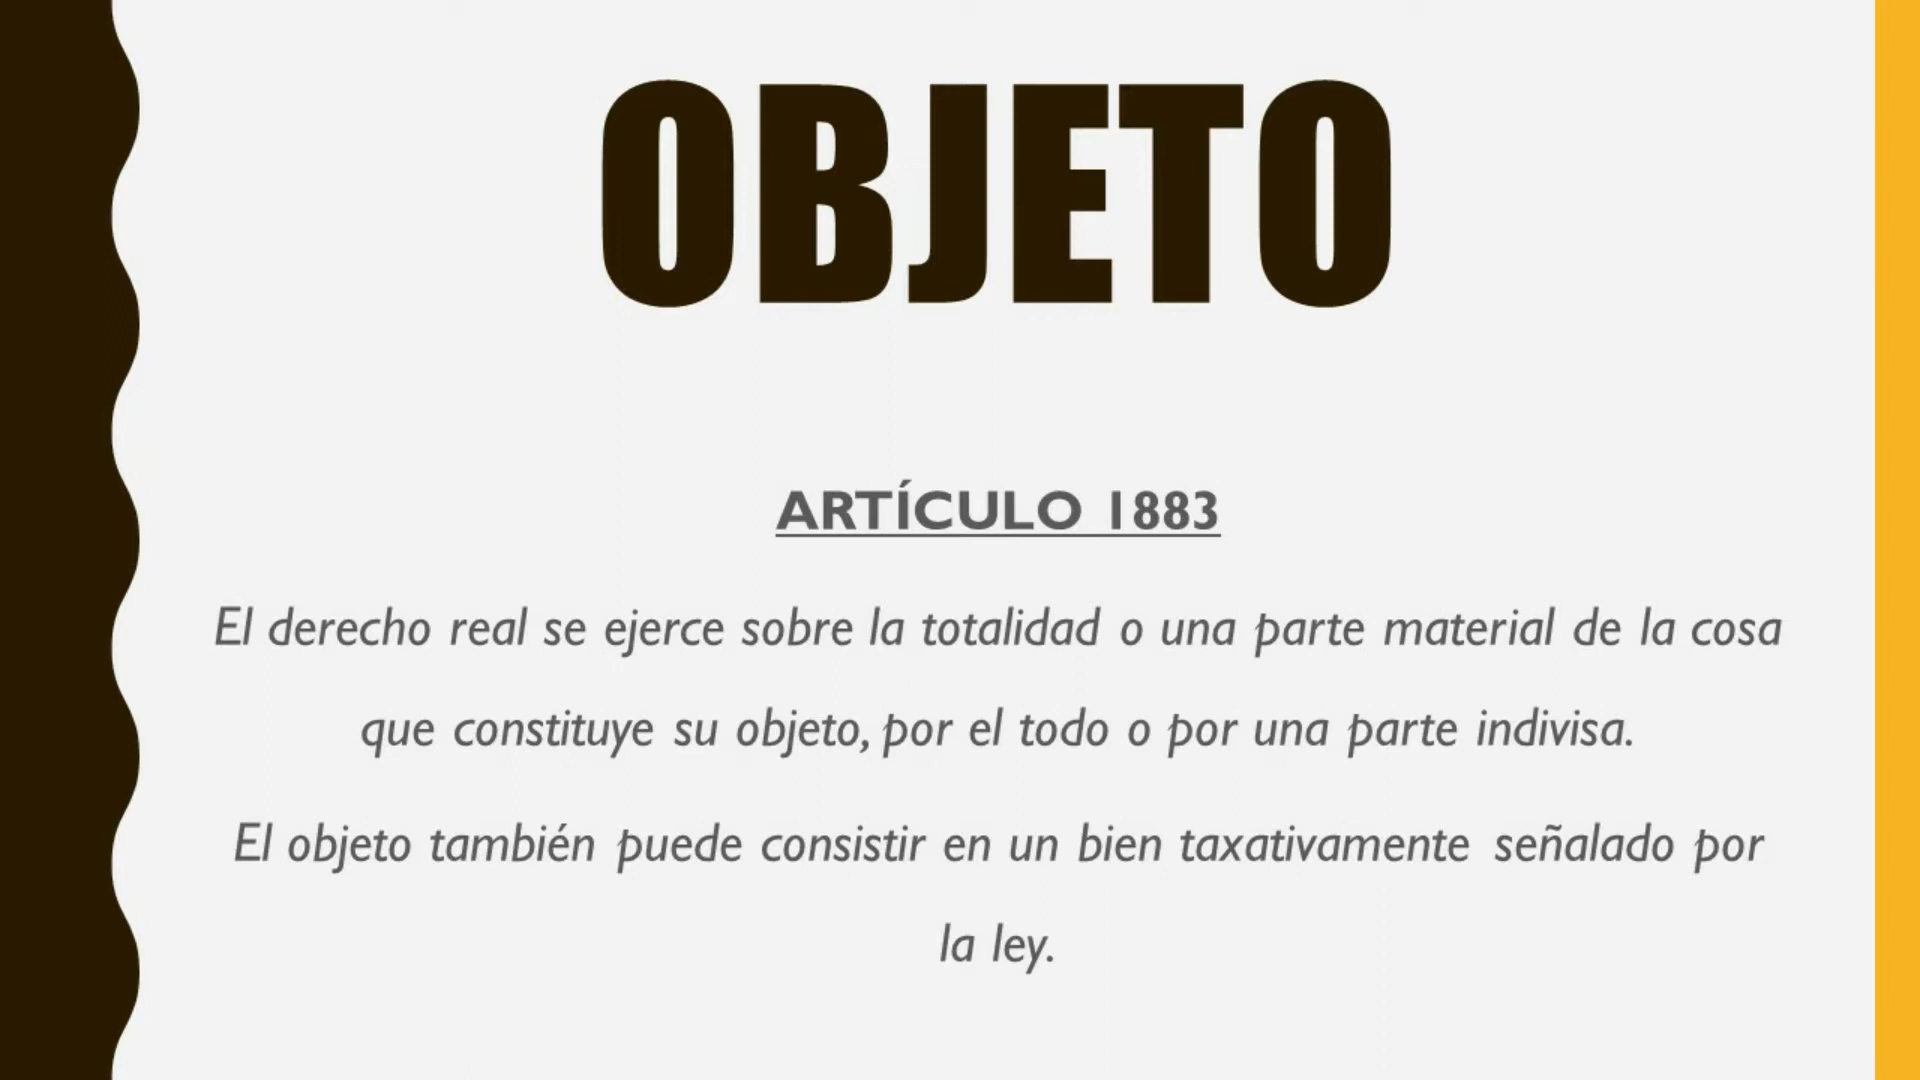 OBJETO
ARTÍCULO 1883
El derecho real se ejerce sobre la totalidad o una parte material de la cosa
que constituye su objeto, por el todo o por una parte indivisa.
El objeto también puede consistir en un bien taxativamente señalado por
la ley.